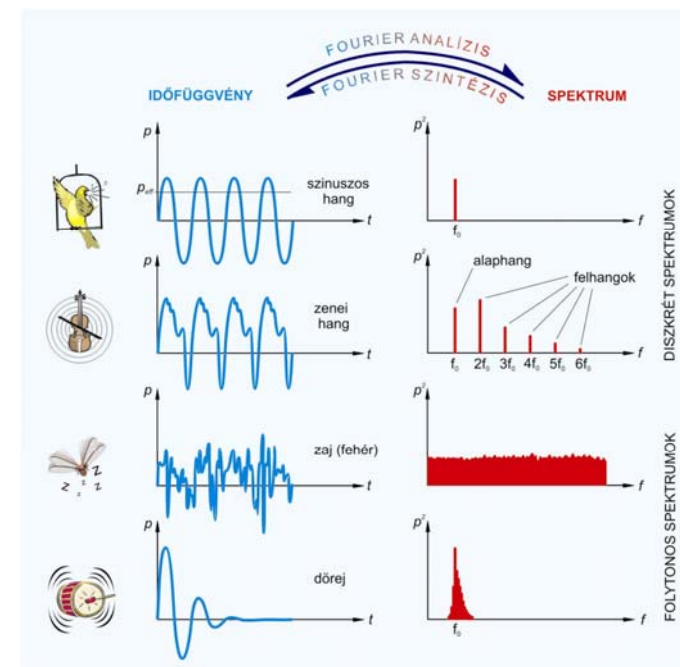 FOURIER ANALÍZIS
FOURIER SZINTÉZIS
IDŐFÜGGVÉNY
SPEKTRUM
p
p_eff
szinuszos
hang
t
p²
f₀
f
z
p
zenei
hang
t
p²
alaphang
felhangok
f₀ 2f₀ 3f₀ 4f₀ 5f₀ 6f₀
f
DISZKRÉT SPEKTRUMOK
z z z z z
p
zaj (fehér)
t
p²
f
p
dörej
t
p²
f₀
f
FOLYTONOS SPEKTRUMOK